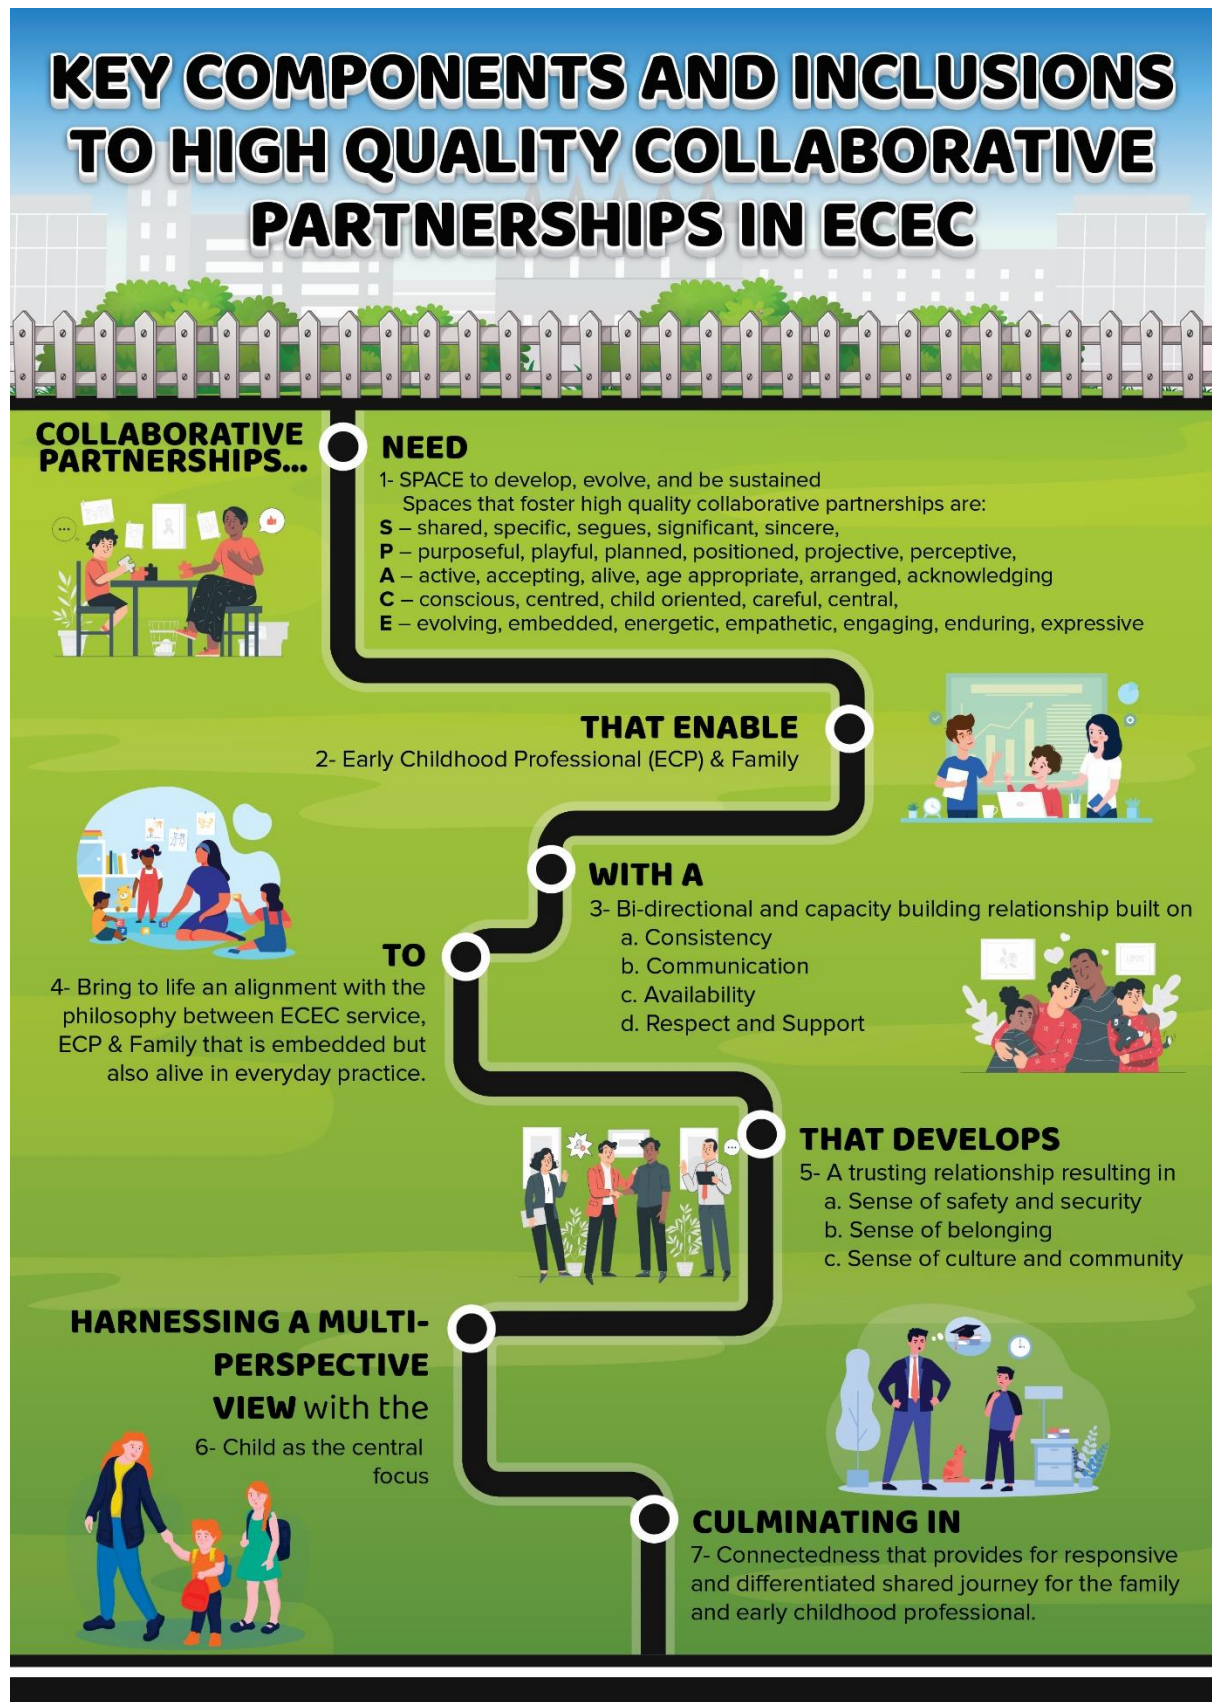 KEY COMPONENTS AND INCLUSIONS
TO HIGH QUALITY COLLABORATIVE
PARTNERSHIPS IN ECEC
COLLABORATIVE
PARTNERSHIPS...
NEED
1- SPACE to develop, evolve, and be sustained
Spaces that foster high quality collaborative partnerships are:
S – shared, specific, segues, significant, sincere,
P – purposeful, playful, planned, positioned, projective, perceptive,
A – active, accepting, alive, age appropriate, arranged, acknowledging
C – conscious, centred, child oriented, careful, central,
E – evolving, embedded, energetic, empathetic, engaging, enduring, expressive
THAT ENABLE
2- Early Childhood Professional (ECP) & Family
WITH A
3- Bi-directional and capacity building relationship built on
a. Consistency
b. Communication
c. Availability
d. Respect and Support
TO
4- Bring to life an alignment with the
philosophy between ECEC service,
ECP & Family that is embedded but
also alive in everyday practice.
THAT DEVELOPS
5- A trusting relationship resulting in
a. Sense of safety and security
b. Sense of belonging
c. Sense of culture and community
HARNESSING A MULTI-
PERSPECTIVE
VIEW with the
6- Child as the central
focus
CULMINATING IN
7- Connectedness that provides for responsive
and differentiated shared journey for the family
and early childhood professional.